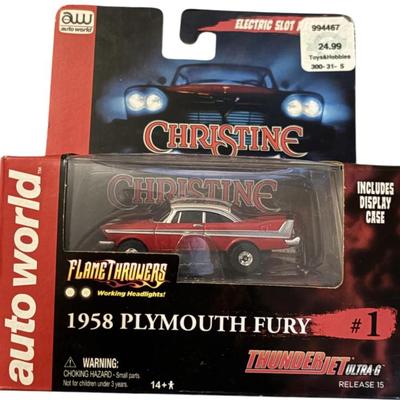 aw
auto world
ELECTRIC SLOT
994467
24.99
Toys&Hobbies
300-31-5
CHRISTINE
CHRISTINE
INCLUDES
DISPLAY
CASE
auto world™
FLAMETHROWERS
Working Headlights!
1958 PLYMOUTH FURY #1
WARNING:
CHOKING HAZARD - Small parts
Not for children under 3 years.
14+
THUNDERJET ULTRA-G
RELEASE 15